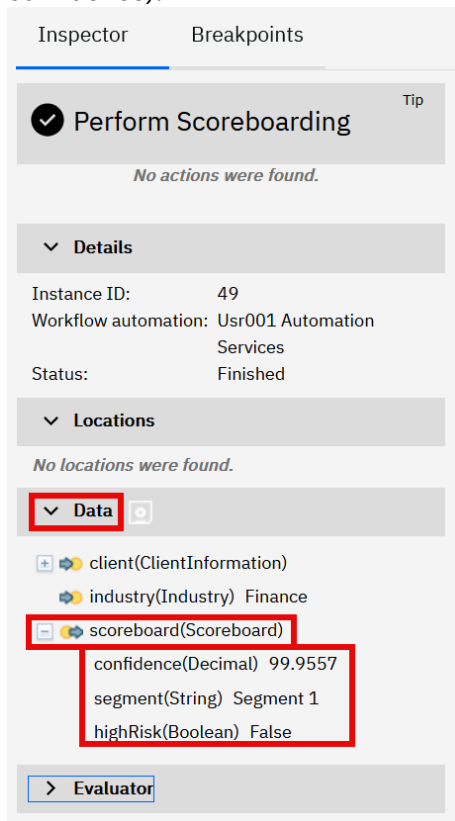 Inspector Breakpoints
Tip
Perform Scoreboarding
No actions were found.
Details
Instance ID: 49
Workflow automation: Usr001 Automation
Services
Status: Finished
Locations
No locations were found.
Data
client(ClientInformation)
industry(Industry) Finance
scoreboard(Scoreboard)
confidence(Decimal) 99.9557
segment(String) Segment 1
highRisk(Boolean) False
Evaluator